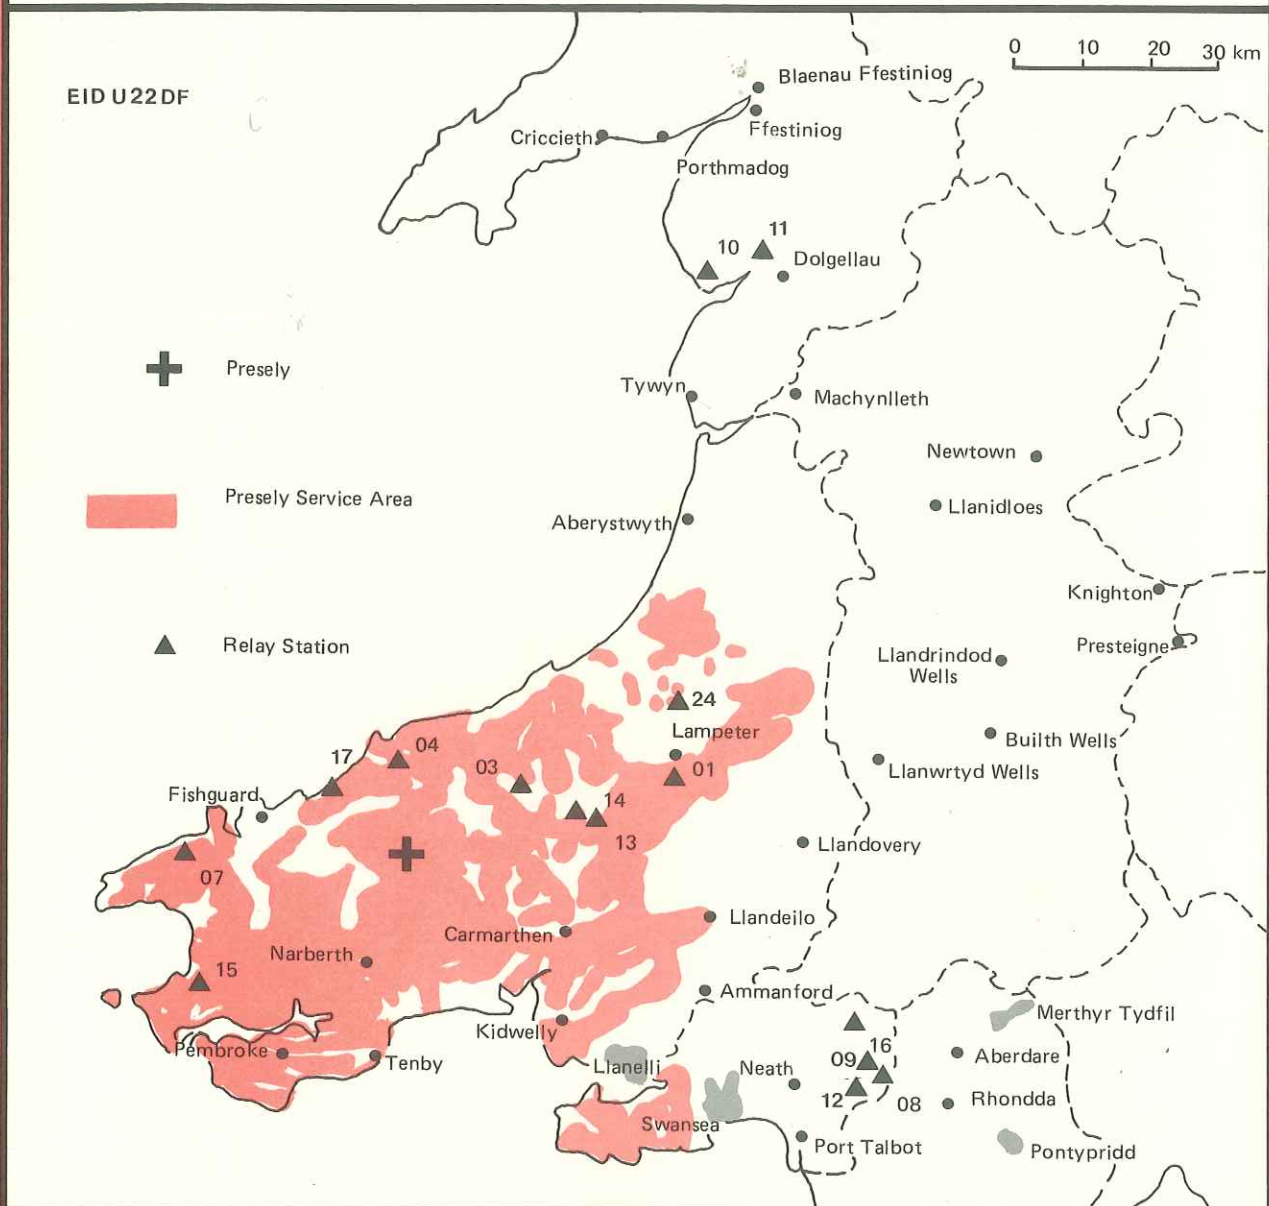 0 10 20 30 km
EID U22DF
Blaenau Ffestiniog
Ffestiniog
Criccieth
Porthmadog
11
10
Dolgellau
Presely
Tywyn
Machynlleth
Newtown
Presely Service Area
Llanidloes
Aberystwyth
Knighton
Relay Station
Presteigne
Llandrindod
Wells
24
Lampeter
Builth Wells
04
17
03
01
Llanwrtyd Wells
Fishguard
14
13
Llandovery
07
Llandeilo
Carmarthen
Narberth
15
Ammanford
Merthyr Tydfil
Kidwelly
Pembroke
Tenby
Llanelli
Neath
16
09
Aberdare
12
08
Rhondda
Swansea
Port Talbot
Pontypridd